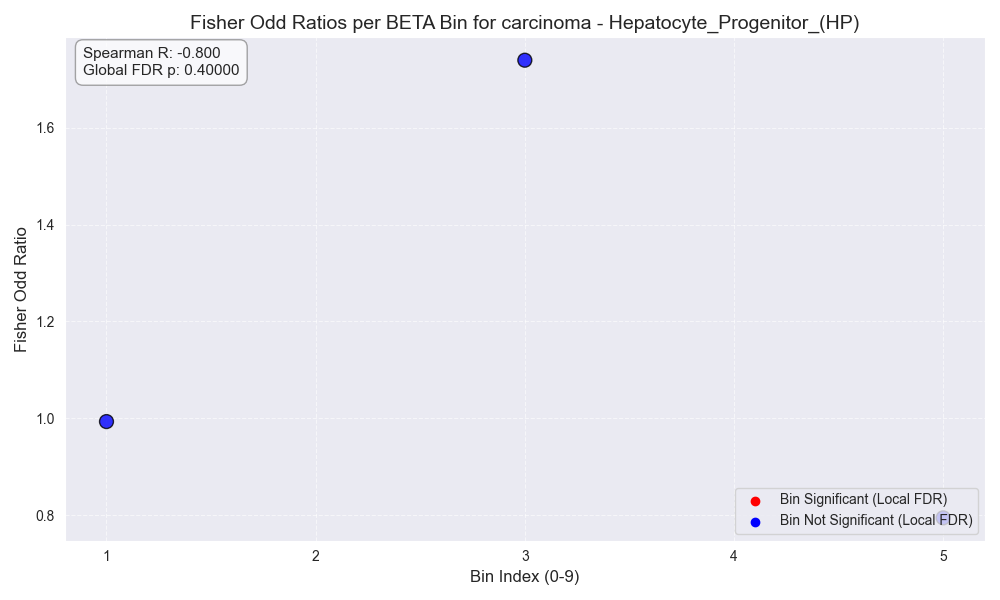 Fisher Odd Ratios per BETA Bin for carcinoma - Hepatocyte_Progenitor_(HP)
Spearman R: -0.800
Global FDR p: 0.40000
Fisher Odd Ratio
1.6
1.4
1.2
1.0
0.8
Bin Significant (Local FDR)
Bin Not Significant (Local FDR)
1 2 3 4 5
Bin Index (0-9)